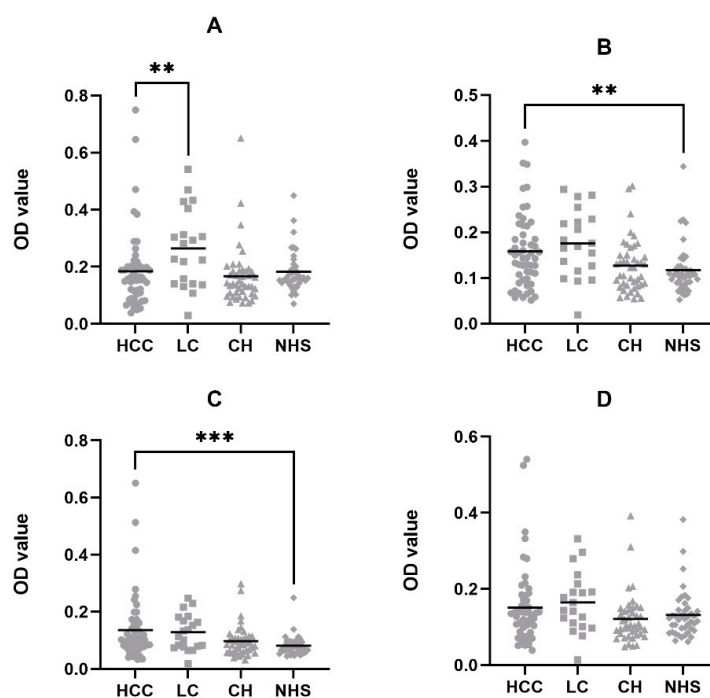 A
**
OD value
0.8
0.6
0.4
0.2
0.0
HCC LC CH NHS
B
**
OD value
0.5
0.4
0.3
0.2
0.1
0.0
HCC LC CH NHS
C
***
OD value
0.8
0.6
0.4
0.2
0.0
HCC LC CH NHS
D
OD value
0.6
0.4
0.2
0.0
HCC LC CH NHS